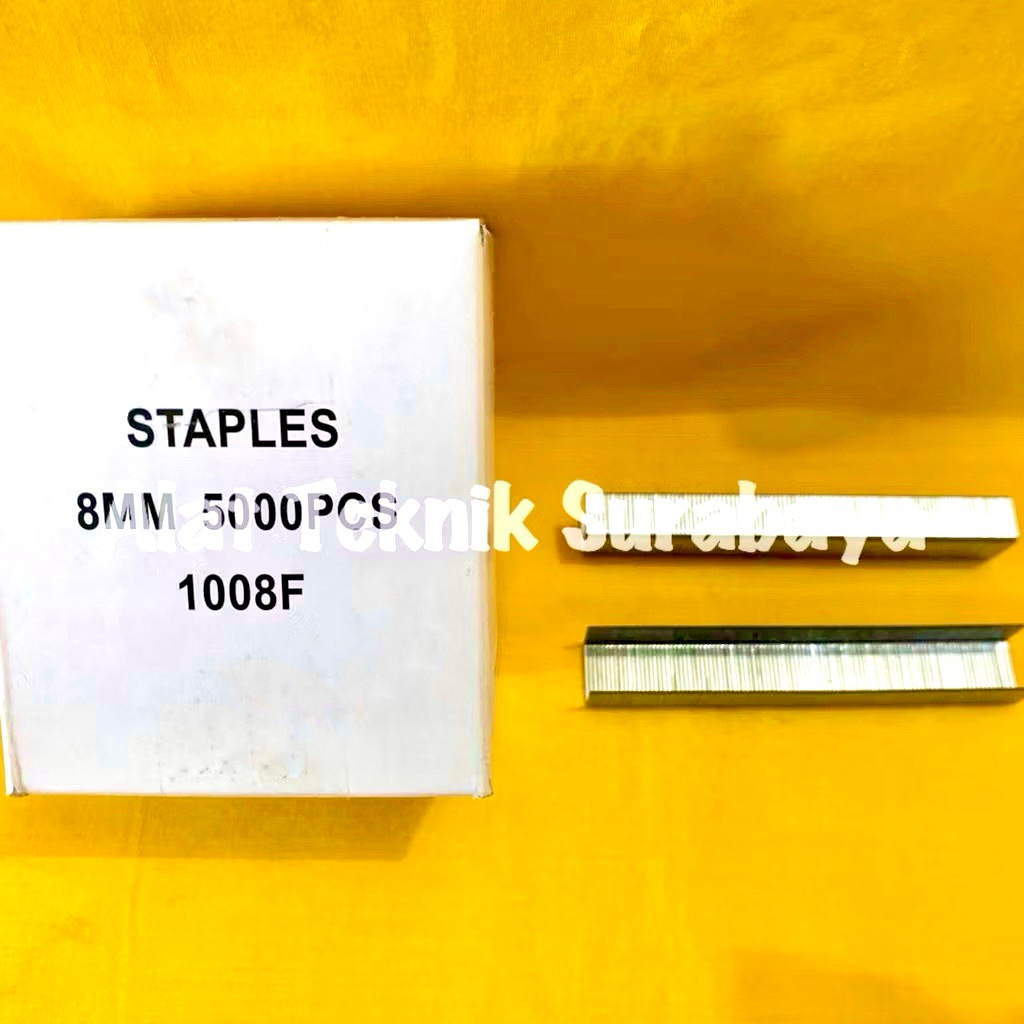 STAPLES
8MM 5000PCS
Alat Teknik Surabaya
1008F